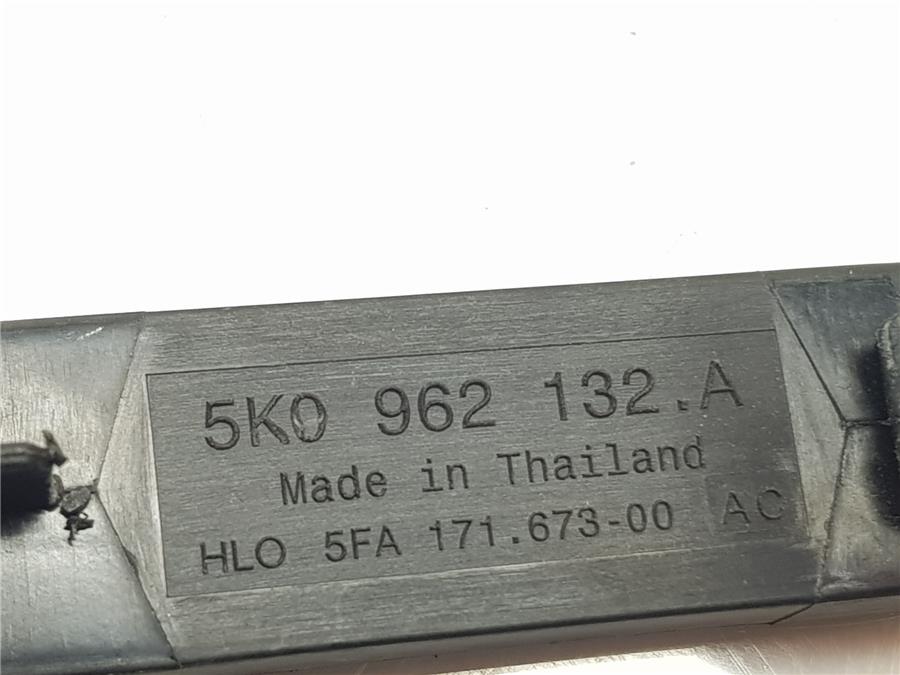 5K0 962 132.A
Made in Thailand
HLO 5FA 171.673-00 AC